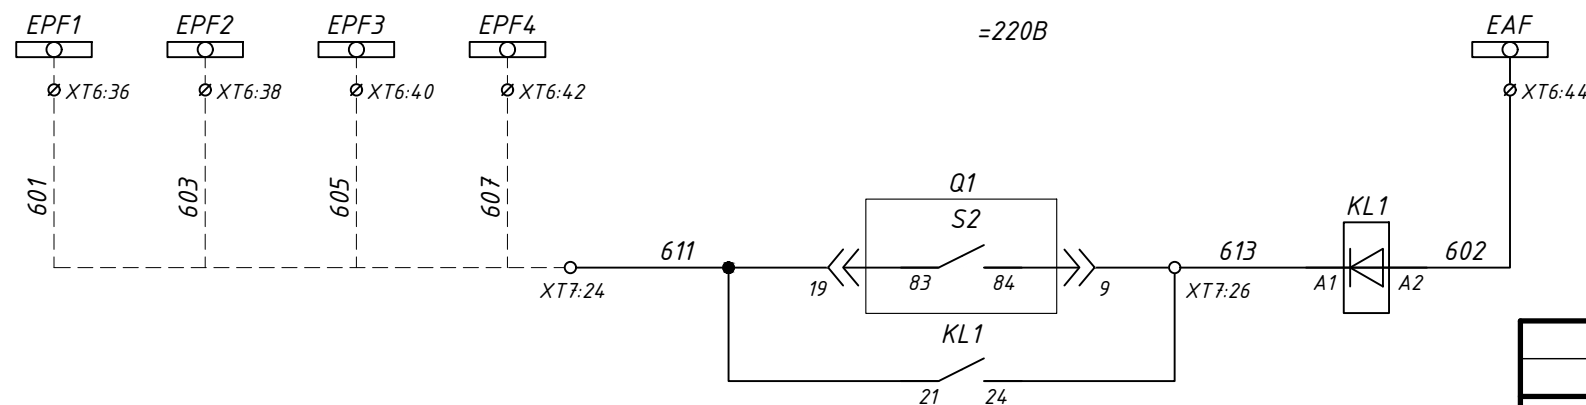 EPF1 EPF2 EPF3 EPF4 =220В EAF
XT6:36 XT6:38 XT6:40 XT6:42 XT6:44
601 603 605 607
Q1
S2 KL1
611 613 602
XT7:24 19 83 84 9 XT7:26 A1 A2
KL1
21 24